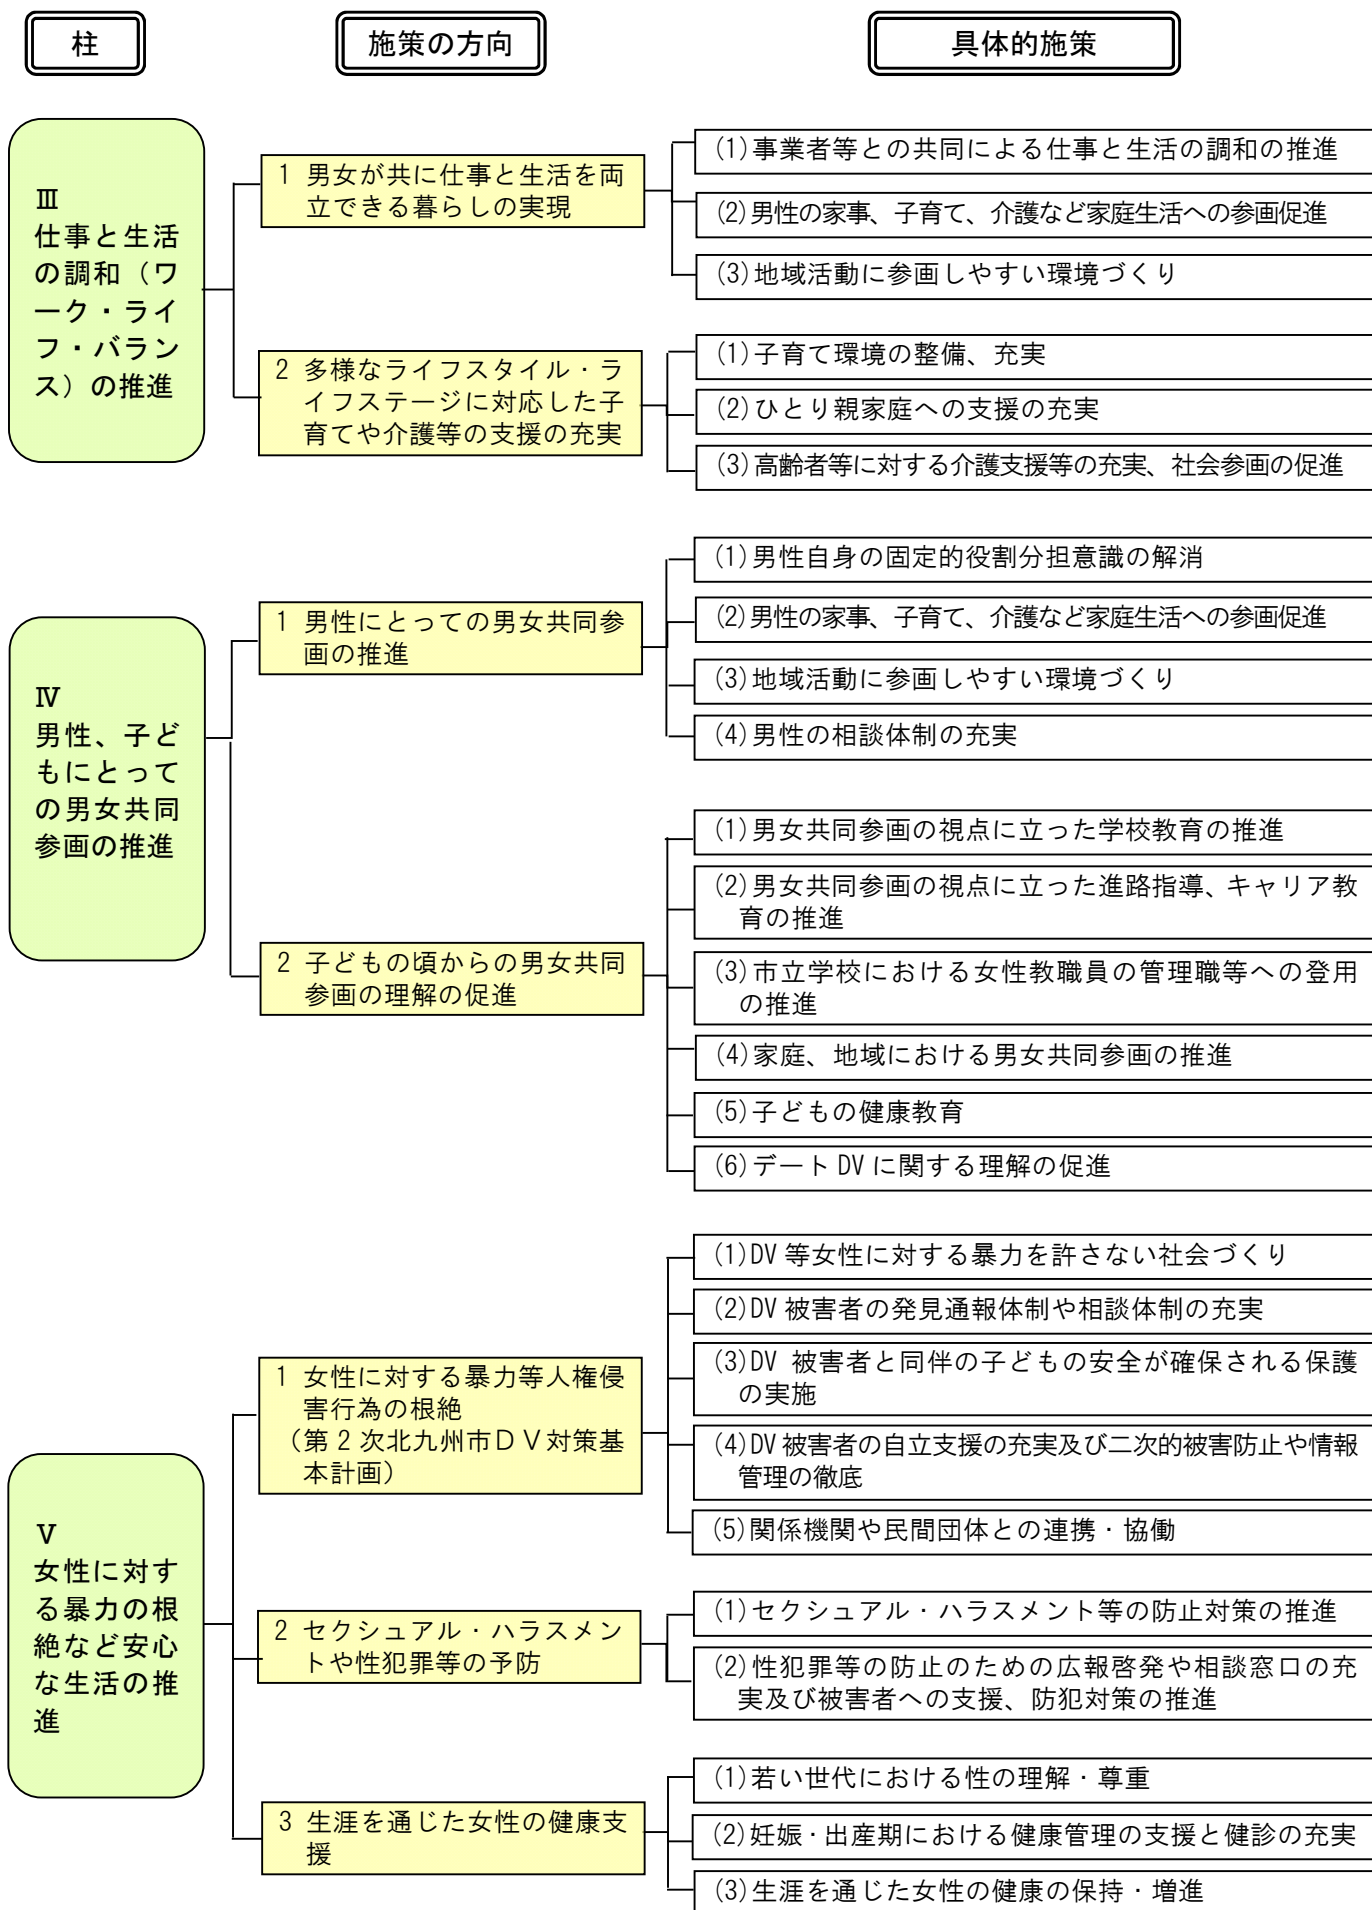 柱
施策の方向
具体的施策
Ⅲ
仕事と生活
の調和（ワ
ーク・ライ
フ・バラン
ス）の推進
1 男女が共に仕事と生活を両
立できる暮らしの実現
(1)事業者等との共同による仕事と生活の調和の推進
(2)男性の家事、子育て、介護など家庭生活への参画促進
(3)地域活動に参画しやすい環境づくり
2 多様なライフスタイル・ラ
イフステージに対応した子
育てや介護等の支援の充実
(1)子育て環境の整備、充実
(2)ひとり親家庭への支援の充実
(3)高齢者等に対する介護支援等の充実、社会参画の促進
Ⅳ
男性、子ど
もにとって
の男女共同
参画の推進
1 男性にとっての男女共同参
画の推進
(1)男性自身の固定的役割分担意識の解消
(2)男性の家事、子育て、介護など家庭生活への参画促進
(3)地域活動に参画しやすい環境づくり
(4)男性の相談体制の充実
2 子どもの頃からの男女共同
参画の理解の促進
(1)男女共同参画の視点に立った学校教育の推進
(2)男女共同参画の視点に立った進路指導、キャリア教
育の推進
(3)市立学校における女性教職員の管理職等への登用
の推進
(4)家庭、地域における男女共同参画の推進
(5)子どもの健康教育
(6)デート DV に関する理解の促進
Ⅴ
女性に対す
る暴力の根
絶など安心
な生活の推
進
1 女性に対する暴力等人権侵
害行為の根絶
（第２次北九州市ＤＶ対策基
本計画）
(1)DV 等女性に対する暴力を許さない社会づくり
(2)DV 被害者の発見通報体制や相談体制の充実
(3)DV 被害者と同伴の子どもの安全が確保される保護
の実施
(4)DV 被害者の自立支援の充実及び二次的被害防止や情報
管理の徹底
(5)関係機関や民間団体との連携・協働
2 セクシュアル・ハラスメン
トや性犯罪等の予防
(1)セクシュアル・ハラスメント等の防止対策の推進
(2)性犯罪等の防止のための広報啓発や相談窓口の充
実及び被害者への支援、防犯対策の推進
3 生涯を通じた女性の健康支
援
(1)若い世代における性の理解・尊重
(2)妊娠・出産期における健康管理の支援と健診の充実
(3)生涯を通じた女性の健康の保持・増進